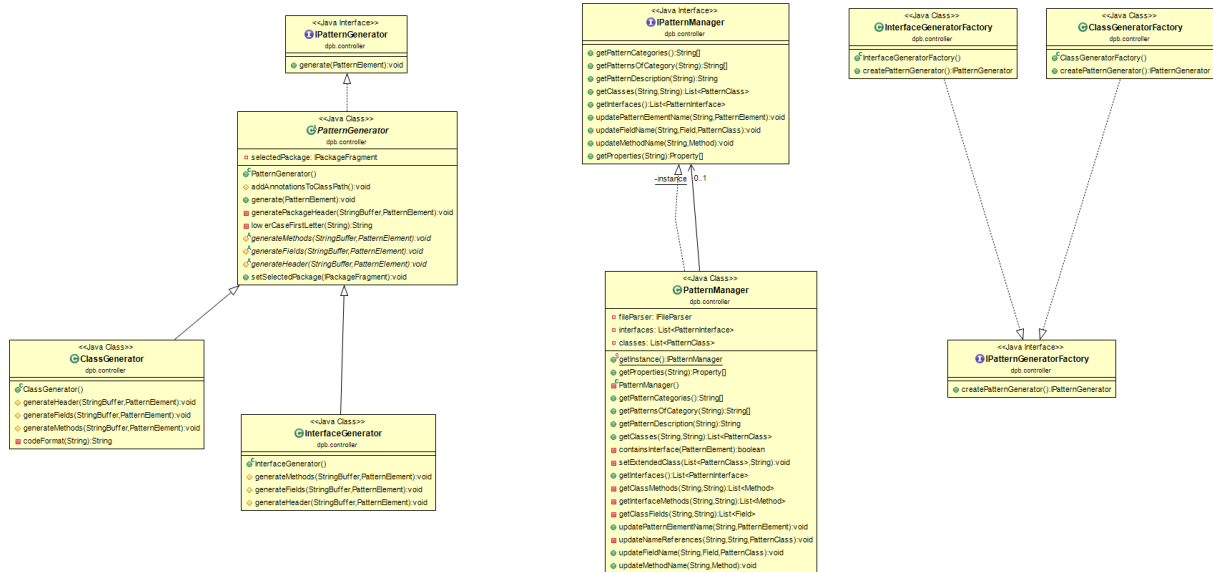 <<Java Interface>>
IPatternGenerator
dpb.controller
generate(PatternElement):void
<<Java Class>>
PatternGenerator
dpb.controller
selectedPackage: IPackageFragment
PatternGenerator()
addAnnotationsToClassPath():void
generate(PatternElement):void
generatePackageHeader(StringBuffer,PatternElement):void
lowerCaseFirstLetter(String):String
generateMethods(StringBuffer,PatternElement):void
generateFields(StringBuffer,PatternElement):void
generateHeader(StringBuffer,PatternElement):void
setSelectedPackage(IPackageFragment):void
<<Java Class>>
ClassGenerator
dpb.controller
ClassGenerator()
generateHeader(StringBuffer,PatternElement):void
generateFields(StringBuffer,PatternElement):void
generateMethods(StringBuffer,PatternElement):void
codeFormat(String):String
<<Java Class>>
InterfaceGenerator
dpb.controller
InterfaceGenerator()
generateMethods(StringBuffer,PatternElement):void
generateFields(StringBuffer,PatternElement):void
generateHeader(StringBuffer,PatternElement):void
<<Java Interface>>
IPatternManager
dpb.controller
getPatternCategories():String[]
getPatternsOfCategory(String):String[]
getPatternDescription(String):String
getClasses(String,String):List<PatternClass>
getInterfaces():List<PatternInterface>
updatePatternElementName(String,PatternElement):void
updateFieldName(String,Field,PatternClass):void
updateMethodName(String,Method):void
getProperties(String):Property[]
-instance 0..1
<<Java Class>>
PatternManager
dpb.controller
fileParser: IFileParser
interfaces: List<PatternInterface>
classes: List<PatternClass>
getInstance():IPatternManager
getProperties(String):Property[]
PatternManager()
getPatternCategories():String[]
getPatternsOfCategory(String):String[]
getPatternDescription(String):String
getClasses(String,String):List<PatternClass>
containsInterface(PatternElement):boolean
setExtendedClass(List<PatternClass>,String):void
getInterfaces():List<PatternInterface>
getClassMethods(String,String):List<Method>
getInterfaceMethods(String,String):List<Method>
getClassFields(String,String):List<Field>
updatePatternElementName(String,PatternElement):void
updateNameReferences(String,String,PatternClass):void
updateFieldName(String,Field,PatternClass):void
updateMethodName(String,Method):void
<<Java Class>>
InterfaceGeneratorFactory
dpb.controller
InterfaceGeneratorFactory()
createPatternGenerator():IPatternGenerator
<<Java Class>>
ClassGeneratorFactory
dpb.controller
ClassGeneratorFactory()
createPatternGenerator():IPatternGenerator
<<Java Interface>>
IPatternGeneratorFactory
dpb.controller
createPatternGenerator():IPatternGenerator